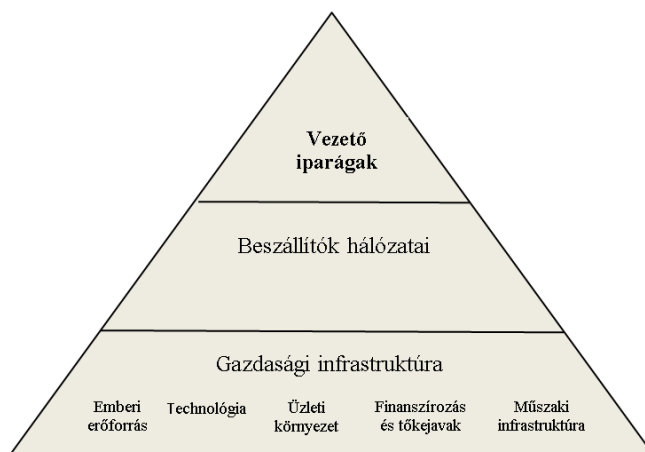 Vezető
iparágak
Beszállítók hálózatai
Gazdasági infrastruktúra
Emberi
erőforrás
Technológia
Üzleti
környezet
Finanszírozás
és tőkejavak
Műszaki
infrastruktúra